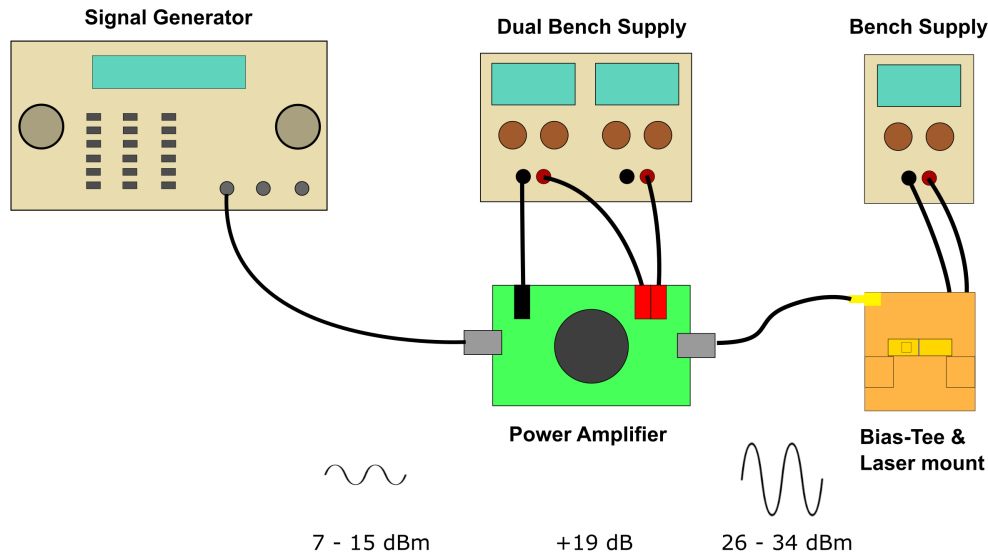 Signal Generator
Dual Bench Supply
Bench Supply
Power Amplifier
Bias-Tee &
Laser mount
7 - 15 dBm
+19 dB
26 - 34 dBm